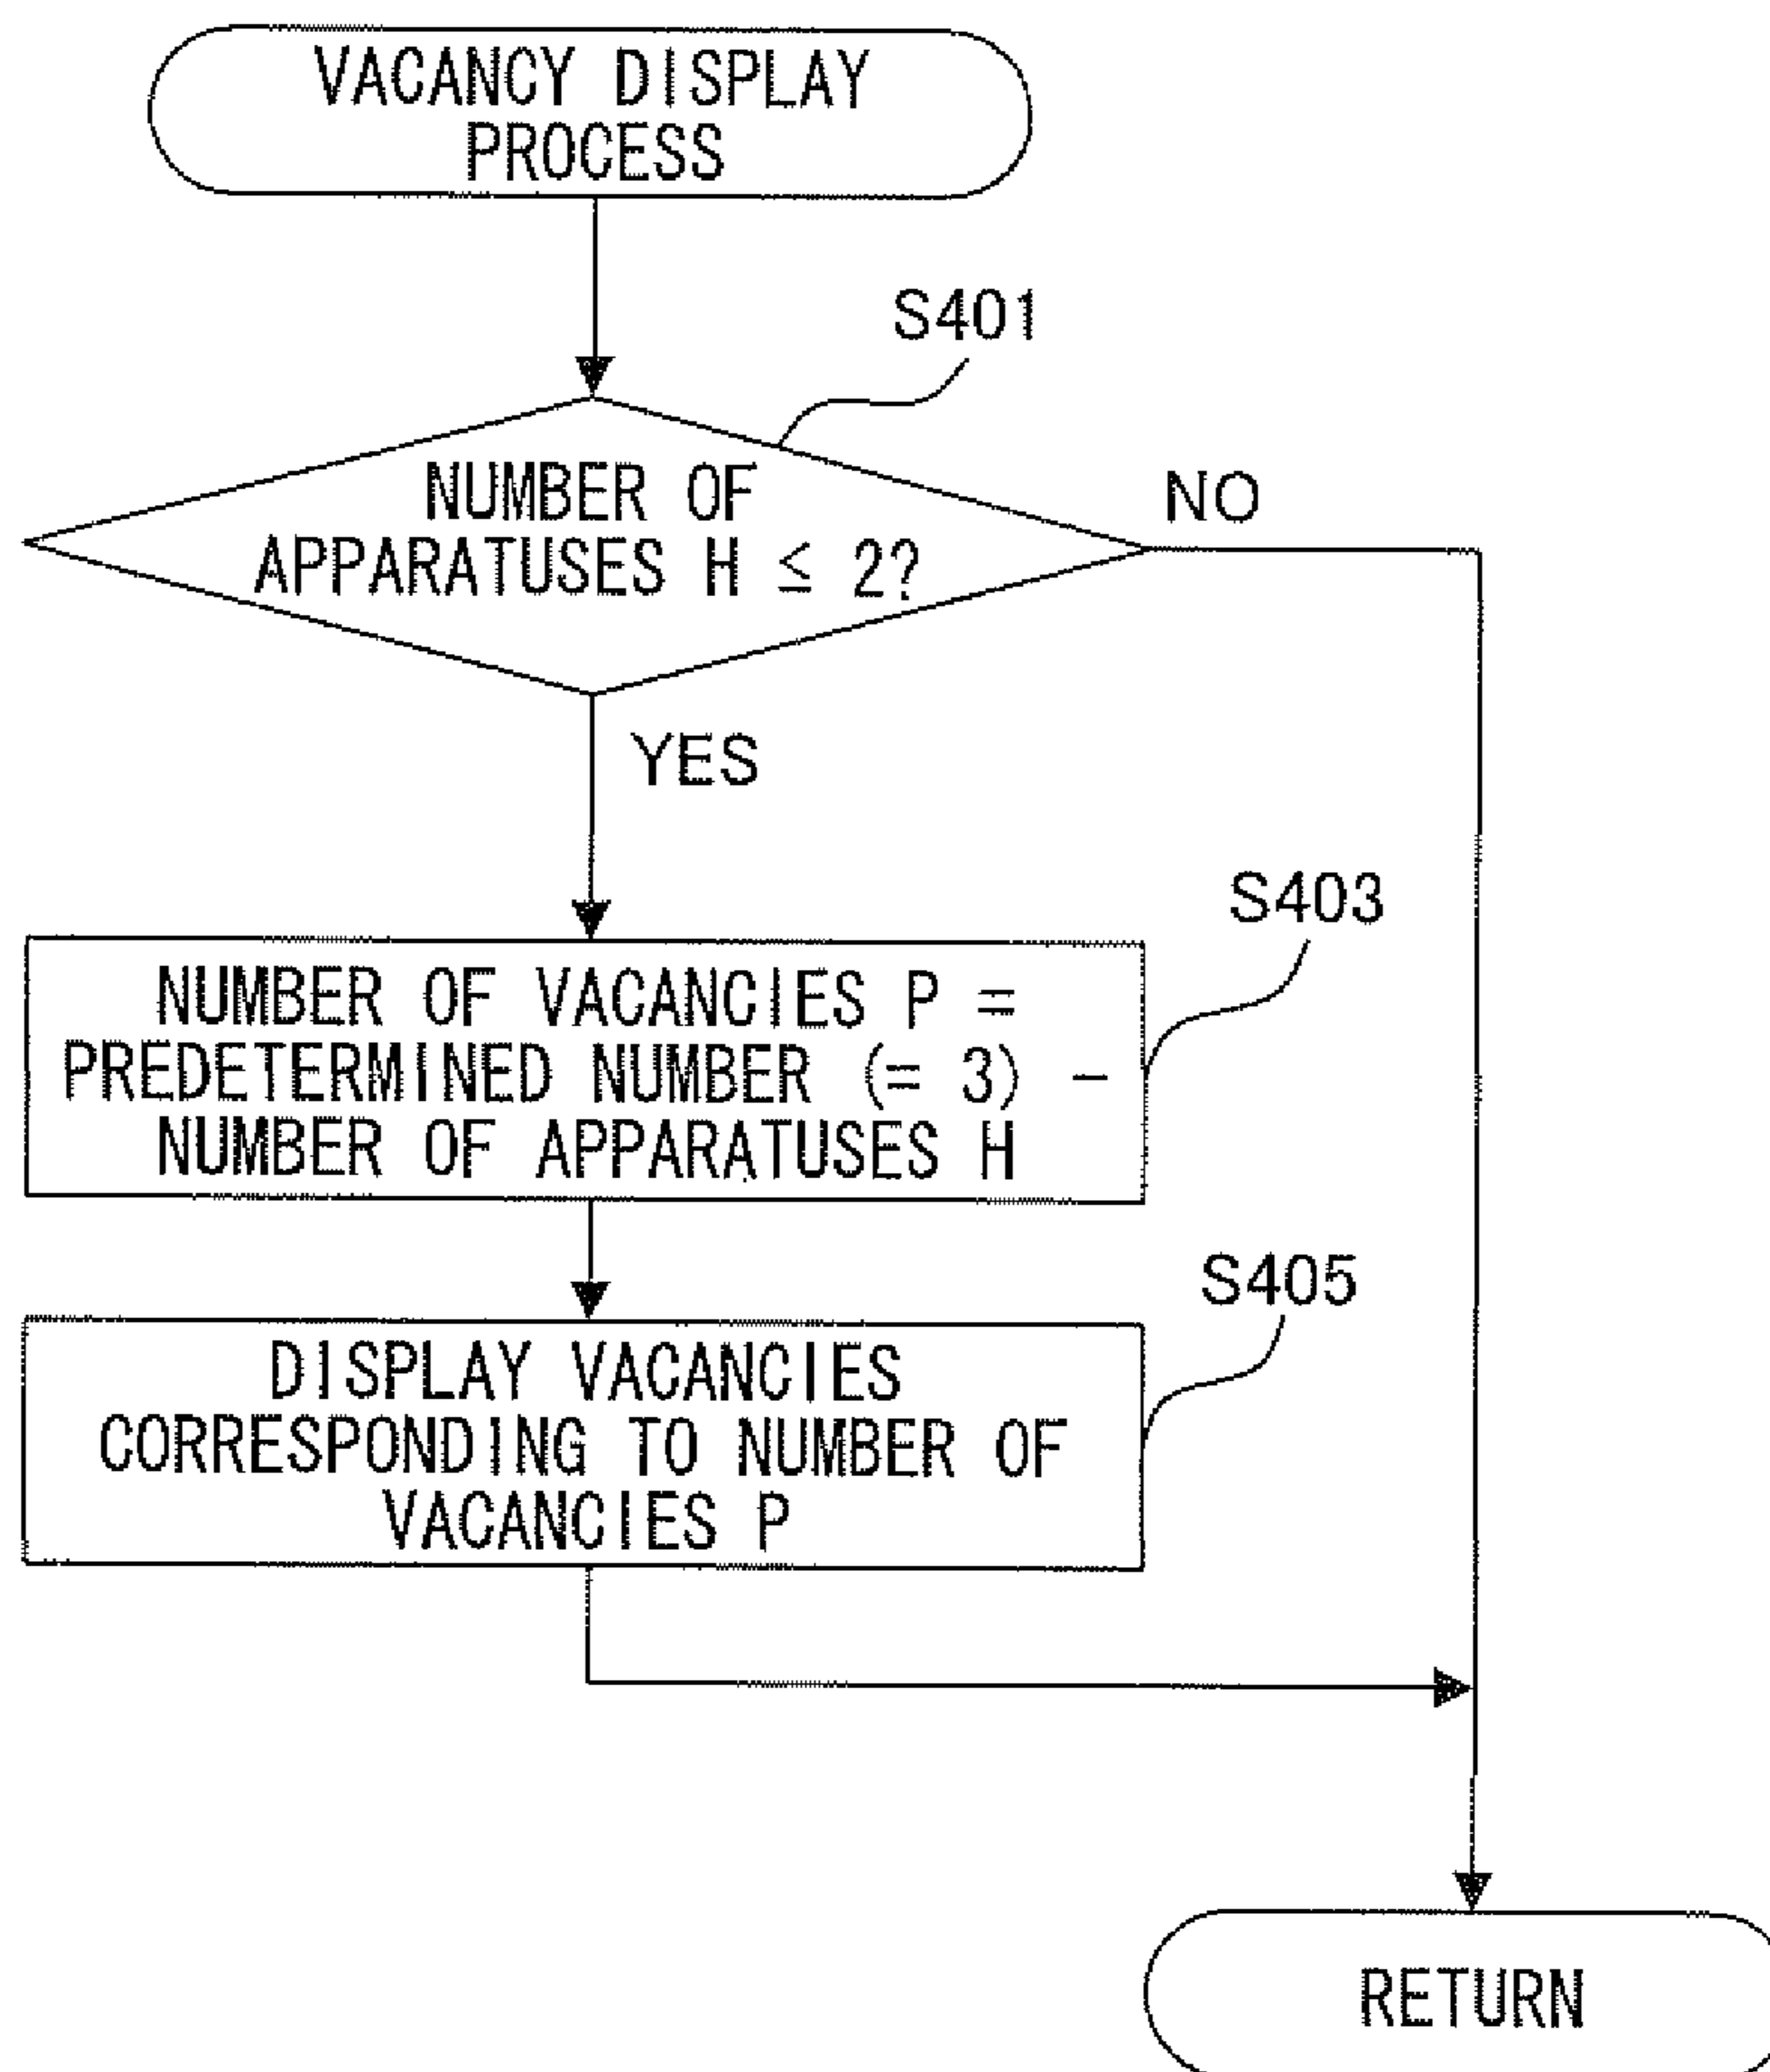 VACANCY DISPLAY
PROCESS
S401
NUMBER OF
APPARATUSES H ≤ 2?
NO
YES
S403
NUMBER OF VACANCIES P =
PREDETERMINED NUMBER (= 3) -
NUMBER OF APPARATUSES H
S405
DISPLAY VACANCIES
CORRESPONDING TO NUMBER OF
VACANCIES P
RETURN